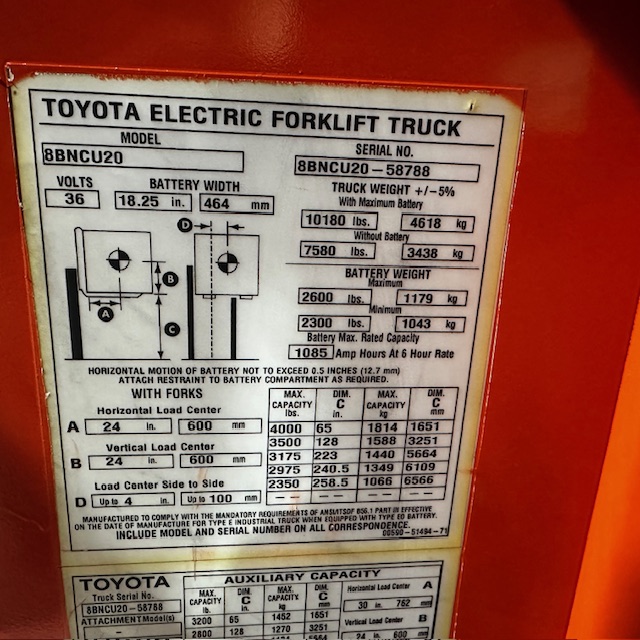 TOYOTA ELECTRIC FORKLIFT TRUCK
MODEL
8BNCU20
SERIAL NO.
8BNCU20-58788
VOLTS
36
BATTERY WIDTH
18.25 in. 464 mm
TRUCK WEIGHT +/-5%
With Maximum Battery
10180 lbs. 4618 kg
Without Battery
7580 lbs. 3438 kg
BATTERY WEIGHT
Maximum
2600 lbs. 1179 kg
Minimum
2300 lbs. 1043 kg
Battery Max. Rated Capacity
1085 Amp Hours At 6 Hour Rate
D
B
A
C
HORIZONTAL MOTION OF BATTERY NOT TO EXCEED 0.5 INCHES (12.7 mm)
ATTACH RESTRAINT TO BATTERY COMPARTMENT AS REQUIRED.
WITH FORKS
Horizontal Load Center
A 24 in. 600 mm
Vertical Load Center
B 24 in. 600 mm
Load Center Side to Side
D Up to 4 in. Up to 100 mm
MAX. CAPACITY lbs. DIM. C in. MAX. CAPACITY kg DIM. C mm
4000 65 1814 1651
3500 128 1588 3251
3175 223 1440 5664
2975 240.5 1349 6109
2350 258.5 1066 6566
-- -- -- --
MANUFACTURED TO COMPLY WITH THE MANDATORY REQUIREMENTS OF ANSI/ITSDF B56.1 PART IN EFFECTIVE
ON THE DATE OF MANUFACTURE FOR TYPE E INDUSTRIAL TRUCK WHEN EQUIPPED WITH TYPE EO BATTERY.
INCLUDE MODEL AND SERIAL NUMBER ON ALL CORRESPONDENCE.
00590-51494-71
TOYOTA
Truck Serial No.
8BNCU20-58788
ATTACHMENT Model(s)
AUXILIARY CAPACITY
MAX. CAPACITY lb. DIM. C in. MAX. CAPACITY kg DIM. C mm
3200 65 1452 1651
2800 128 1270 3251
Horizontal Load Center A
30 in. 762 mm
Vertical Load Center B
24 in. 600 mm